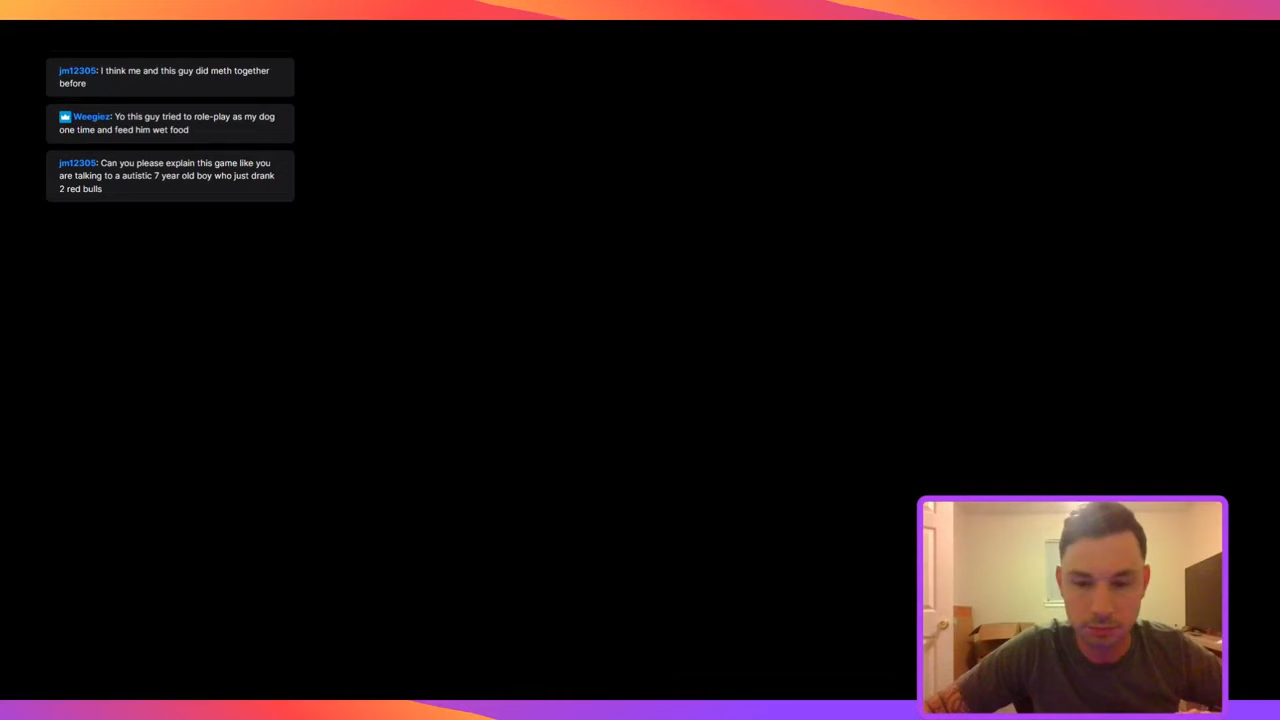 jm12305: I think me and this guy did meth together
before
Weegiez: Yo this guy tried to role-play as my dog
one time and feed him wet food
jm12305: Can you please explain this game like you
are talking to a autistic 7 year old boy who just drank
2 red bulls